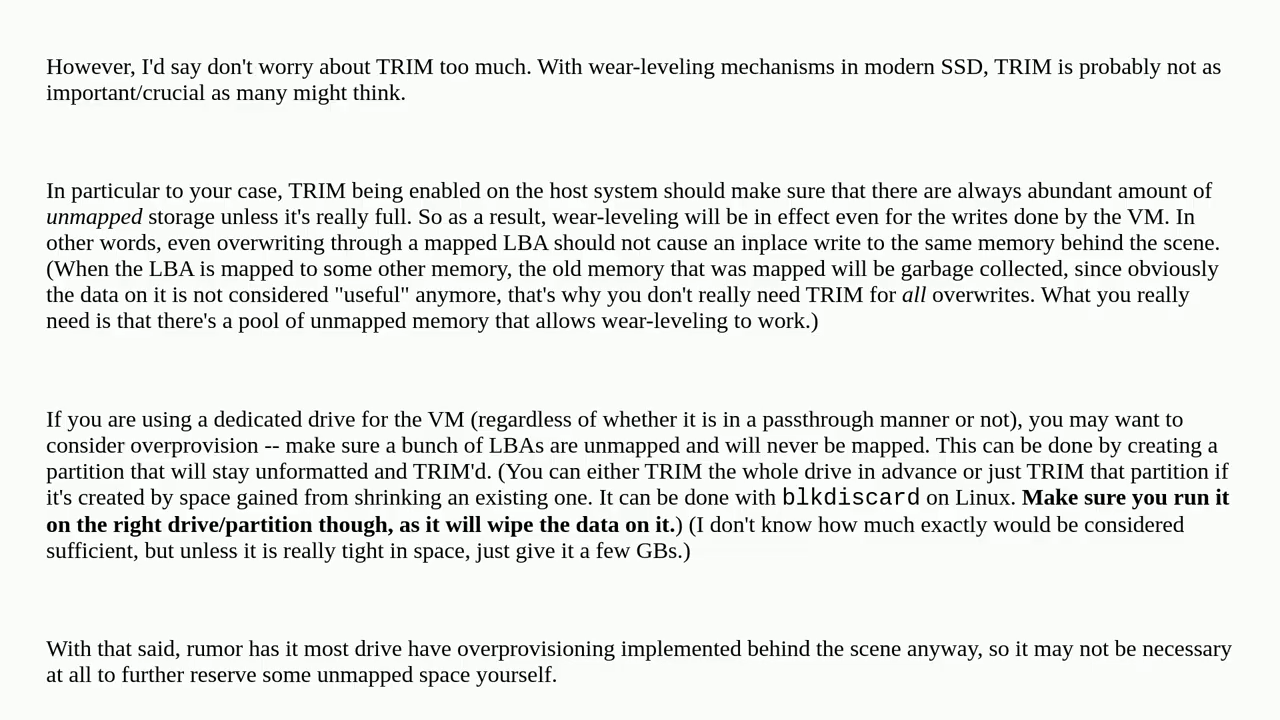 However, I'd say don't worry about TRIM too much. With wear-leveling mechanisms in modern SSD, TRIM is probably not as
important/crucial as many might think.
In particular to your case, TRIM being enabled on the host system should make sure that there are always abundant amount of
unmapped storage unless it's really full. So as a result, wear-leveling will be in effect even for the writes done by the VM. In
other words, even overwriting through a mapped LBA should not cause an inplace write to the same memory behind the scene.
(When the LBA is mapped to some other memory, the old memory that was mapped will be garbage collected, since obviously
the data on it is not considered "useful" anymore, that's why you don't really need TRIM for all overwrites. What you really
need is that there's a pool of unmapped memory that allows wear-leveling to work.)
If you are using a dedicated drive for the VM (regardless of whether it is in a passthrough manner or not), you may want to
consider overprovision -- make sure a bunch of LBAs are unmapped and will never be mapped. This can be done by creating a
partition that will stay unformatted and TRIM'd. (You can either TRIM the whole drive in advance or just TRIM that partition if
it's created by space gained from shrinking an existing one. It can be done with blkdiscard on Linux. Make sure you run it
on the right drive/partition though, as it will wipe the data on it.) (I don't know how much exactly would be considered
sufficient, but unless it is really tight in space, just give it a few GBs.)
With that said, rumor has it most drive have overprovisioning implemented behind the scene anyway, so it may not be necessary
at all to further reserve some unmapped space yourself.